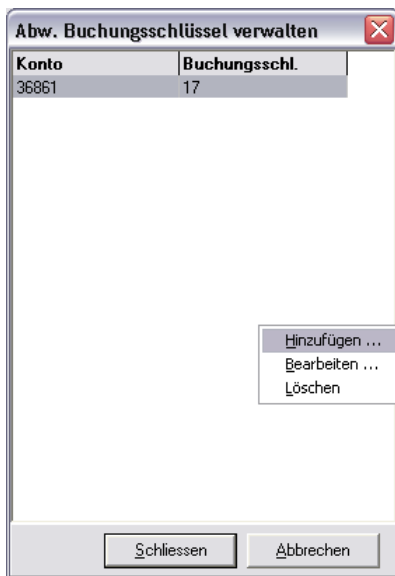 Abw. Buchungsschlüssel verwalten
Konto Buchungsschl.
36861 17
Hinzufügen ...
Bearbeiten ...
Löschen
Schliessen Abbrechen